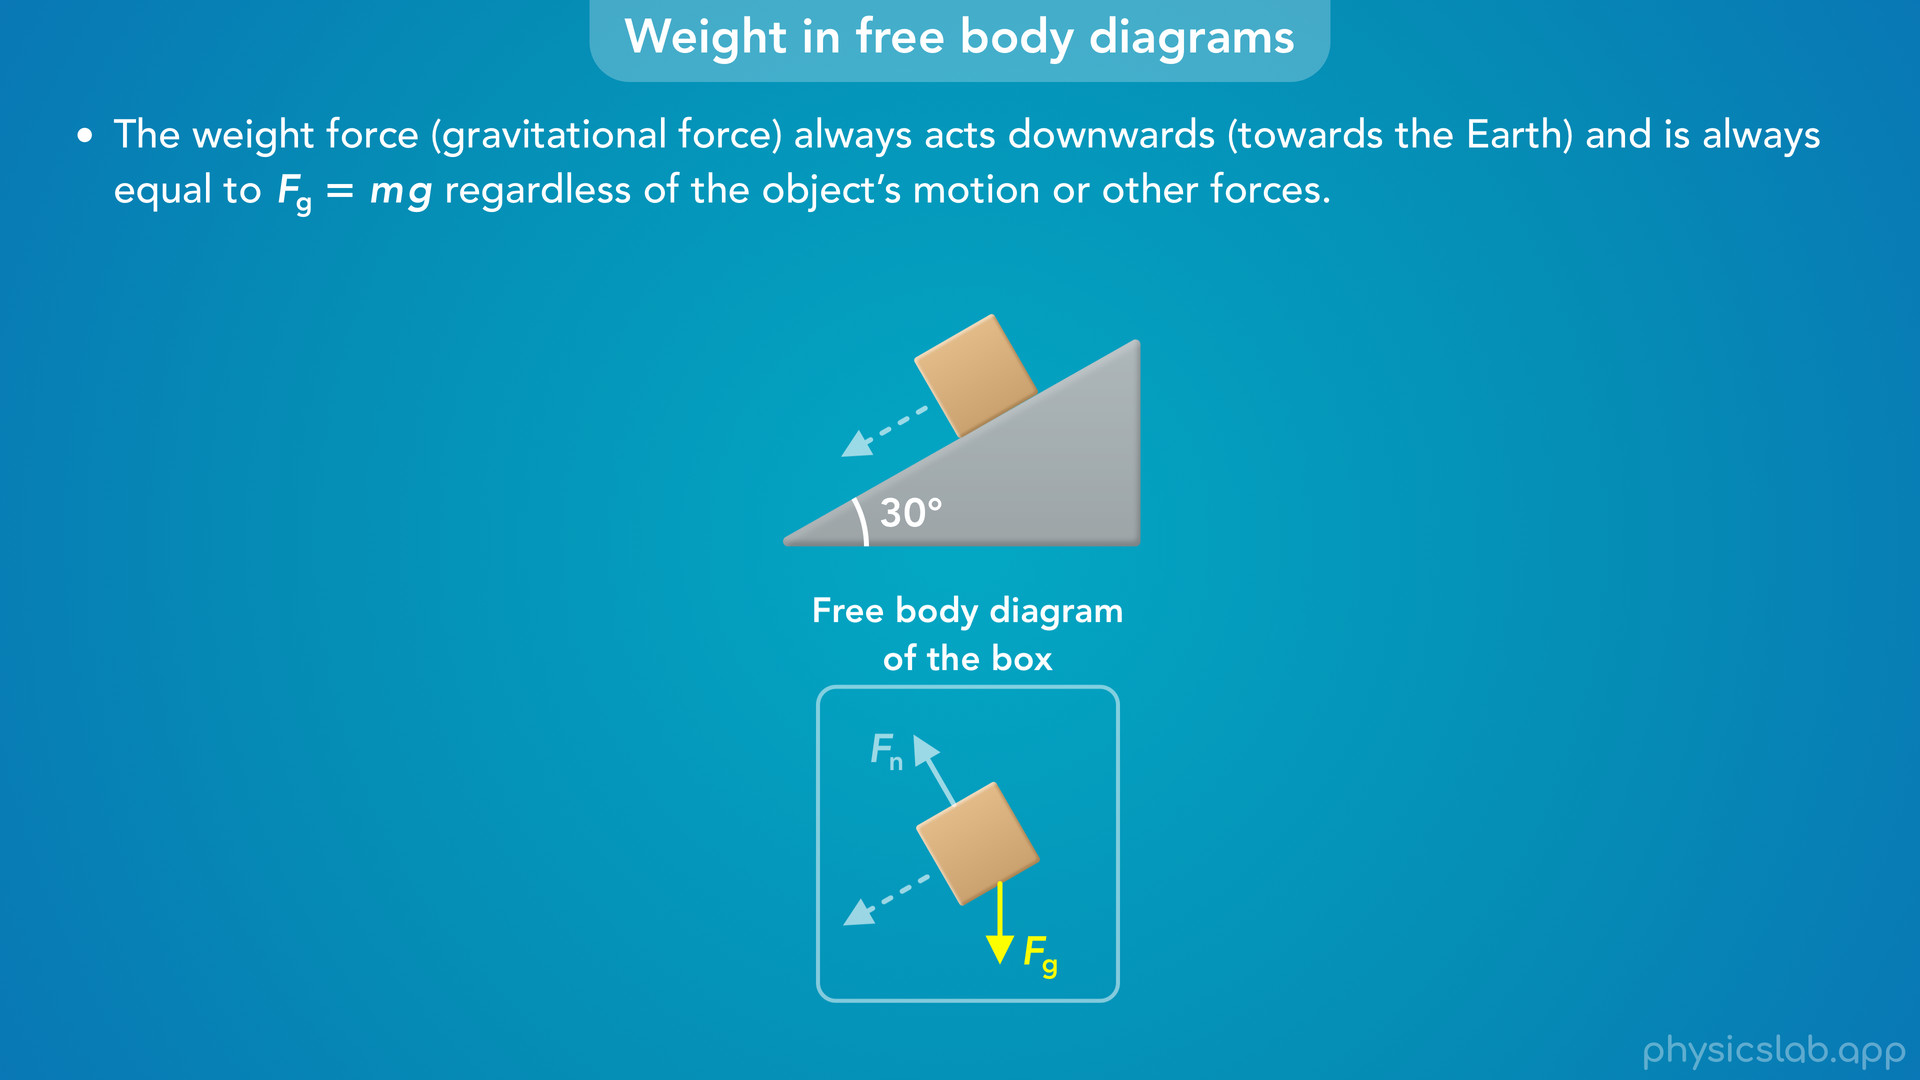 Weight in free body diagrams
• The weight force (gravitational force) always acts downwards (towards the Earth) and is always
equal to Fg = mg regardless of the object’s motion or other forces.
30°
Free body diagram
of the box
Fn
Fg
physicslab.app